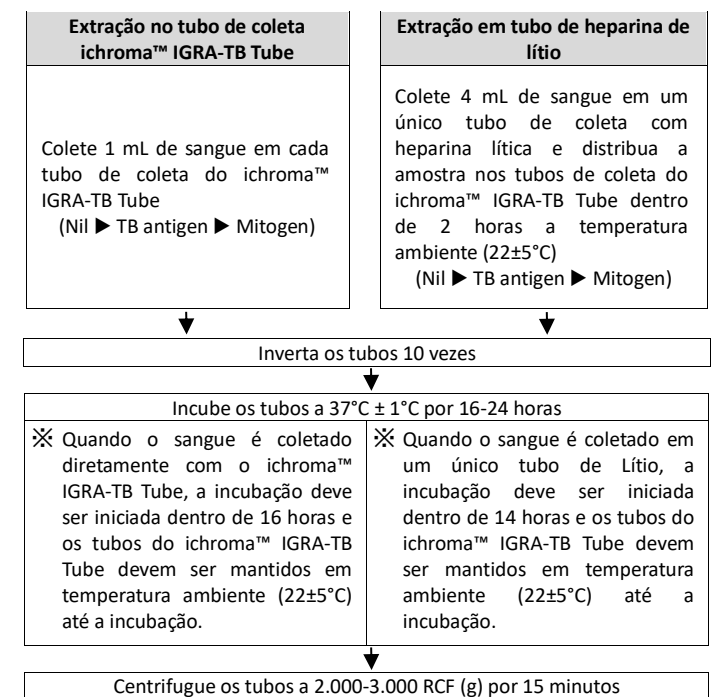 Extração no tubo de coleta
ichroma™ IGRA-TB Tube
Colete 1 mL de sangue em cada
tubo de coleta do ichroma™
IGRA-TB Tube
(Nil ▶ TB antigen ▶ Mitogen)
Extração em tubo de heparina de
lítio
Colete 4 mL de sangue em um
único tubo de coleta com
heparina lítica e distribua a
amostra nos tubos de coleta do
ichroma™ IGRA-TB Tube dentro
de 2 horas a temperatura
ambiente (22±5°C)
(Nil ▶ TB antigen ▶ Mitogen)
Inverta os tubos 10 vezes
Incube os tubos a 37°C ± 1°C por 16-24 horas
※ Quando o sangue é coletado
diretamente com o ichroma™
IGRA-TB Tube, a incubação deve
ser iniciada dentro de 16 horas e
os tubos do ichroma™ IGRA-TB
Tube devem ser mantidos em
temperatura ambiente (22±5°C)
até a incubação.
※ Quando o sangue é coletado em
um único tubo de Lítio, a
incubação deve ser iniciada
dentro de 14 horas e os tubos do
ichroma™ IGRA-TB Tube devem
ser mantidos em temperatura
ambiente (22±5°C) até a
incubação.
Centrifugue os tubos a 2.000-3.000 RCF (g) por 15 minutos